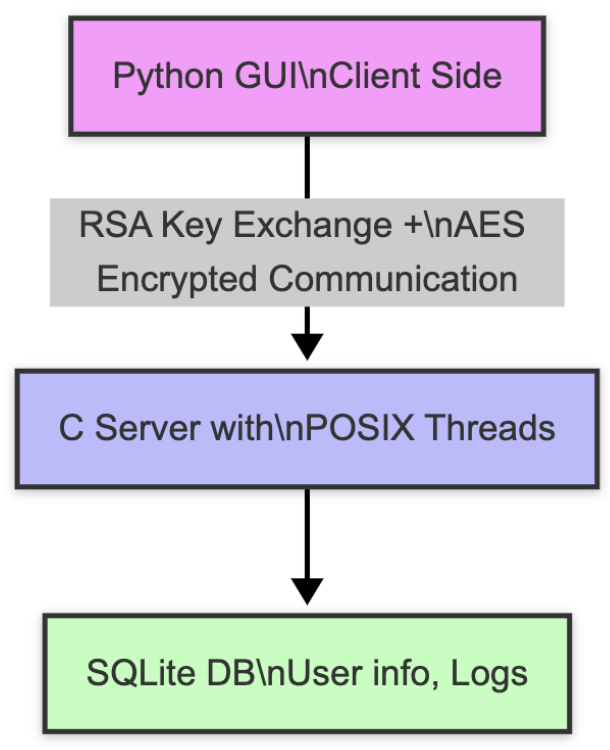 Python GUI\nClient Side
RSA Key Exchange +\nAES
Encrypted Communication
C Server with\nPOSIX Threads
SQLite DB\nUser info, Logs